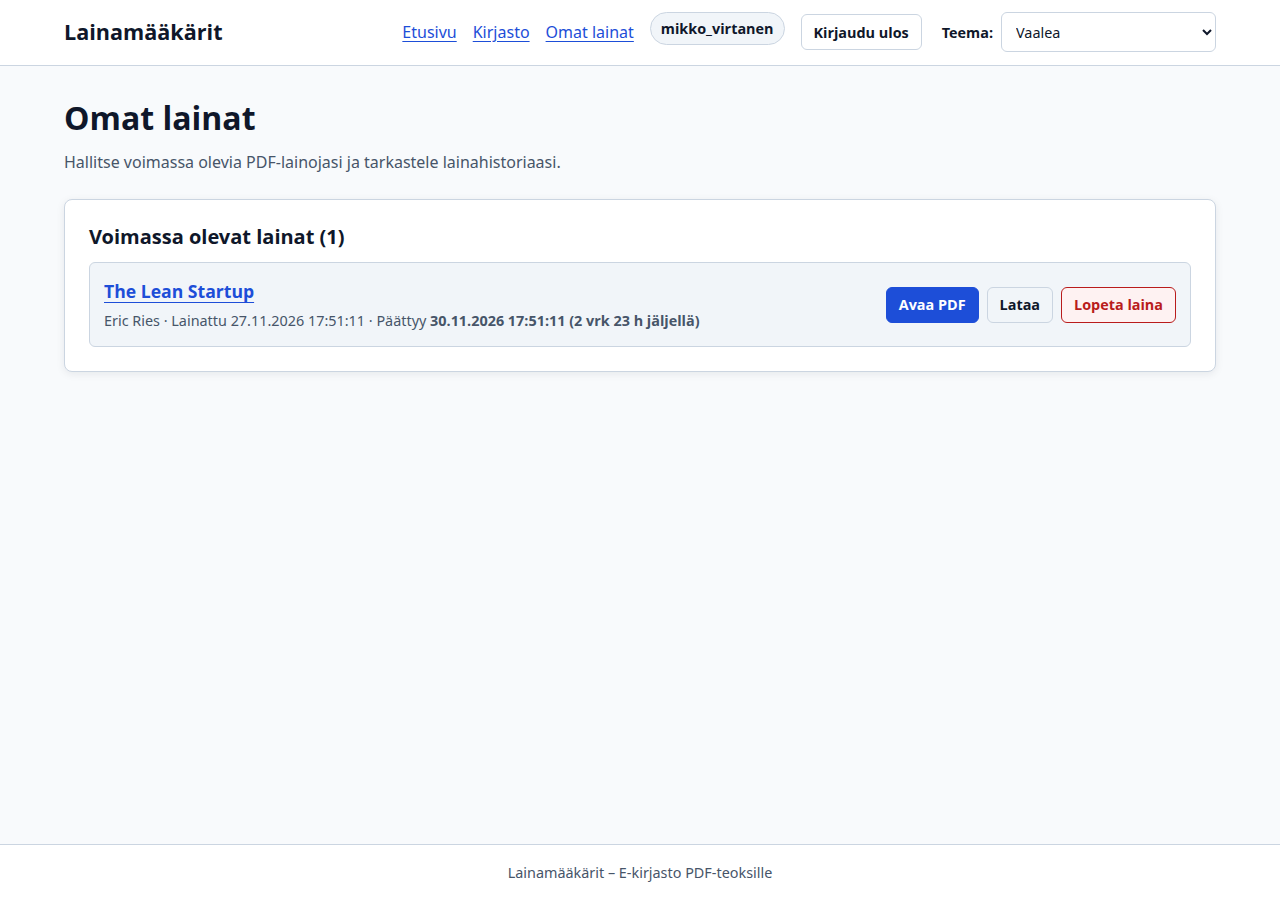 Lainamääkärit
Etusivu Kirjasto Omat lainat mikko_virtanen Kirjaudu ulos Teema: Vaalea
Omat lainat
Hallitse voimassa olevia PDF-lainojasi ja tarkastele lainahistoriaasi.
Voimassa olevat lainat (1)
The Lean Startup
Eric Ries · Lainattu 27.11.2026 17:51:11 · Päättyy 30.11.2026 17:51:11 (2 vrk 23 h jäljellä)
Avaa PDF Lataa Lopeta laina
Lainamääkärit – E-kirjasto PDF-teoksille